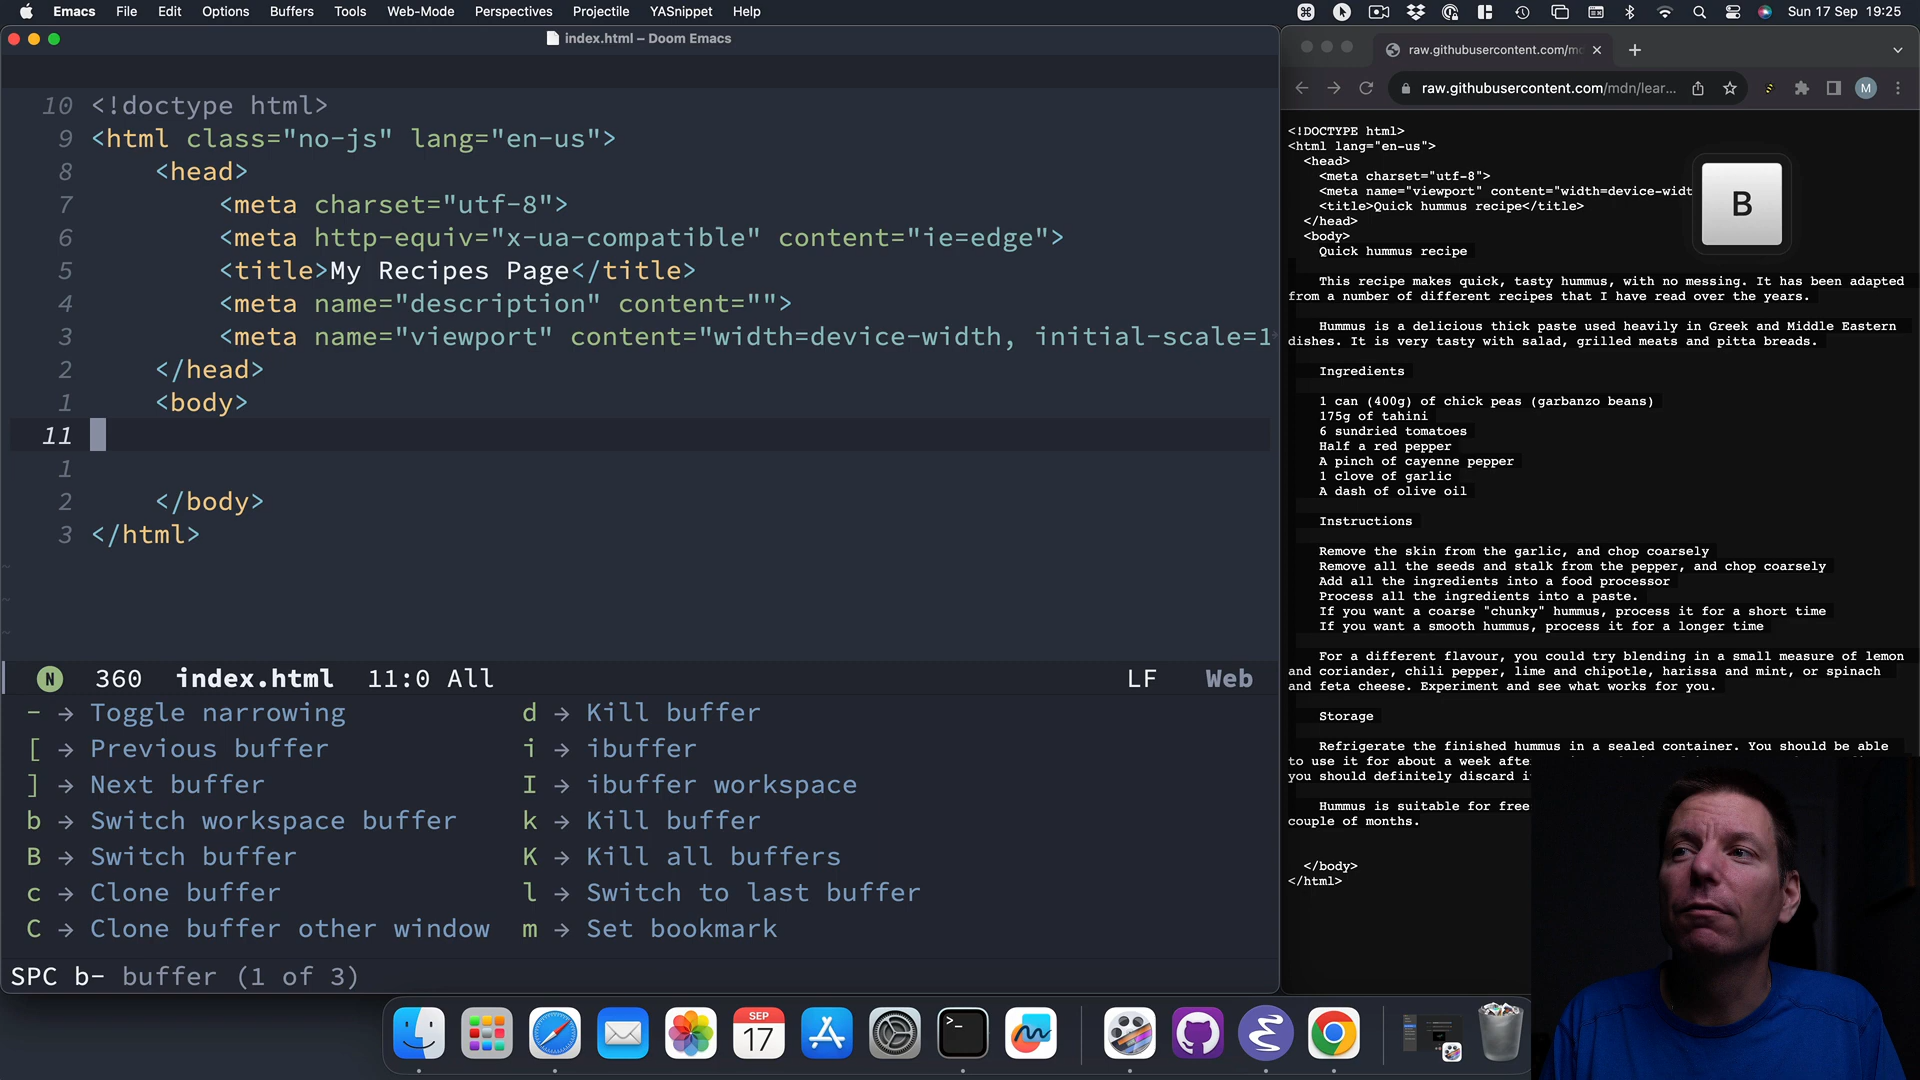 Emacs File Edit Options Buffers Tools Web-Mode Perspectives Projectile YASnippet Help
Sun 17 Sep 19:25
index.html – Doom Emacs
10 <!doctype html>
9 <html class="no-js" lang="en-us">
8 <head>
7 <meta charset="utf-8">
6 <meta http-equiv="x-ua-compatible" content="ie=edge">
5 <title>My Recipes Page</title>
4 <meta name="description" content="">
3 <meta name="viewport" content="width=device-width, initial-scale=1
2 </head>
1 <body>
11
1
2 </body>
3 </html>
~
~
~
N 360 index.html 11:0 All LF Web
- → Toggle narrowing d → Kill buffer
[ → Previous buffer i → ibuffer
] → Next buffer I → ibuffer workspace
b → Switch workspace buffer k → Kill buffer
B → Switch buffer K → Kill all buffers
c → Clone buffer l → Switch to last buffer
C → Clone buffer other window m → Set bookmark
SPC b- buffer (1 of 3)
raw.githubusercontent.com/m
raw.githubusercontent.com/mdn/lear...
M
<!DOCTYPE html>
<html lang="en-us">
<head>
<meta charset="utf-8">
<meta name="viewport" content="width=device-widt
<title>Quick hummus recipe</title>
</head>
<body>
Quick hummus recipe
This recipe makes quick, tasty hummus, with no messing. It has been adapted
from a number of different recipes that I have read over the years.
Hummus is a delicious thick paste used heavily in Greek and Middle Eastern
dishes. It is very tasty with salad, grilled meats and pitta breads.
Ingredients
1 can (400g) of chick peas (garbanzo beans)
175g of tahini
6 sundried tomatoes
Half a red pepper
A pinch of cayenne pepper
1 clove of garlic
A dash of olive oil
Instructions
Remove the skin from the garlic, and chop coarsely
Remove all the seeds and stalk from the pepper, and chop coarsely
Add all the ingredients into a food processor
Process all the ingredients into a paste.
If you want a coarse "chunky" hummus, process it for a short time
If you want a smooth hummus, process it for a longer time
For a different flavour, you could try blending in a small measure of lemon
and coriander, chili pepper, lime and chipotle, harissa and mint, or spinach
and feta cheese. Experiment and see what works for you.
Storage
Refrigerate the finished hummus in a sealed container. You should be able
to use it for about a week afte
you should definitely discard i
Hummus is suitable for free
couple of months.
</body>
</html>
B
SEP
17